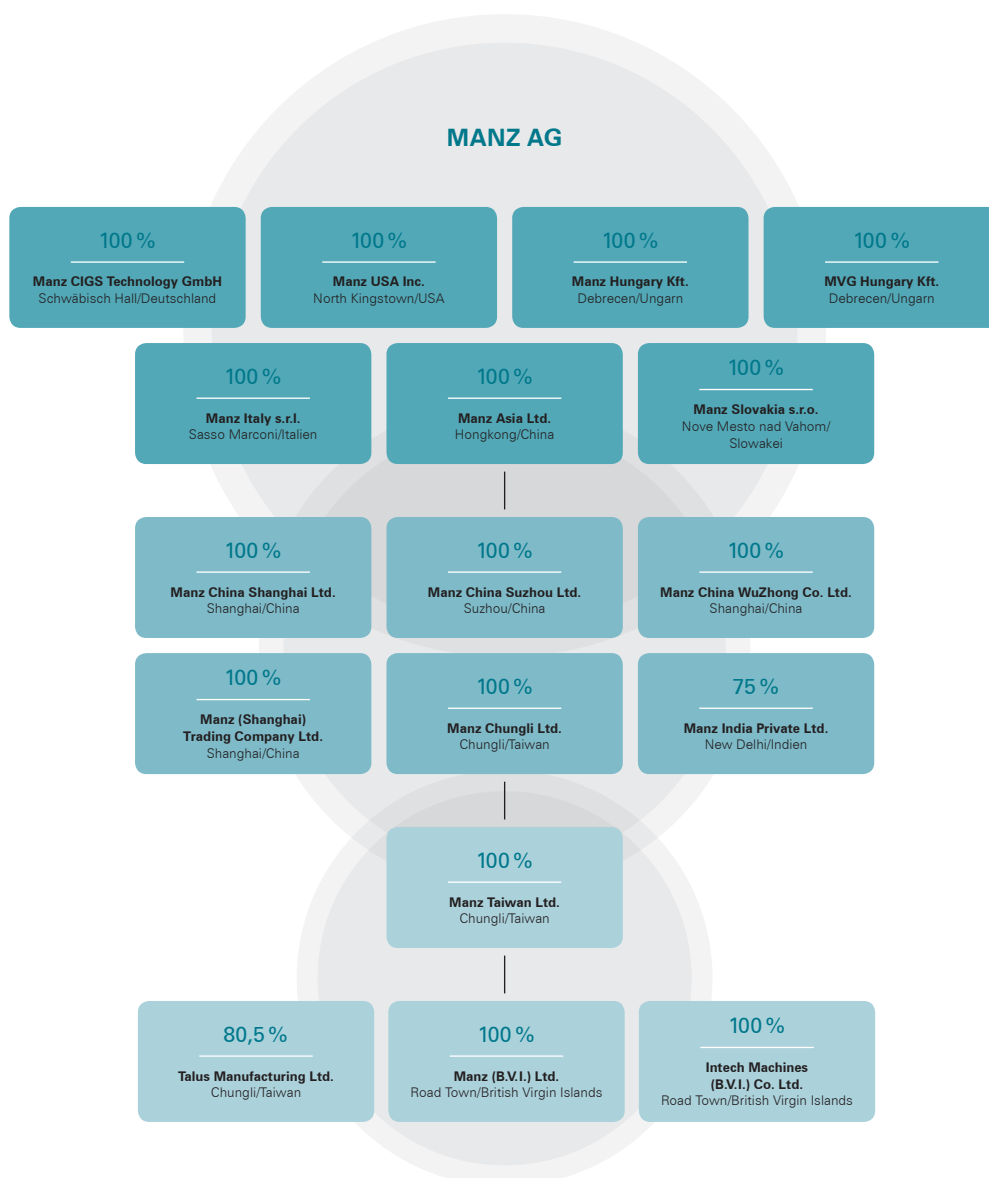 MANZ AG
100 %
Manz CIGS Technology GmbH
Schwäbisch Hall/Deutschland
100 %
Manz USA Inc.
North Kingstown/USA
100 %
Manz Hungary Kft.
Debrecen/Ungarn
100 %
MVG Hungary Kft.
Debrecen/Ungarn
100 %
Manz Italy s.r.l.
Sasso Marconi/Italien
100 %
Manz Asia Ltd.
Hongkong/China
100 %
Manz Slovakia s.r.o.
Nove Mesto nad Vahom/
Slowakei
100 %
Manz China Shanghai Ltd.
Shanghai/China
100 %
Manz China Suzhou Ltd.
Suzhou/China
100 %
Manz China WuZhong Co. Ltd.
Shanghai/China
100 %
Manz (Shanghai)
Trading Company Ltd.
Shanghai/China
100 %
Manz Chungli Ltd.
Chungli/Taiwan
75 %
Manz India Private Ltd.
New Delhi/Indien
100 %
Manz Taiwan Ltd.
Chungli/Taiwan
80,5 %
Talus Manufacturing Ltd.
Chungli/Taiwan
100 %
Manz (B.V.I.) Ltd.
Road Town/British Virgin Islands
100 %
Intech Machines
(B.V.I.) Co. Ltd.
Road Town/British Virgin Islands